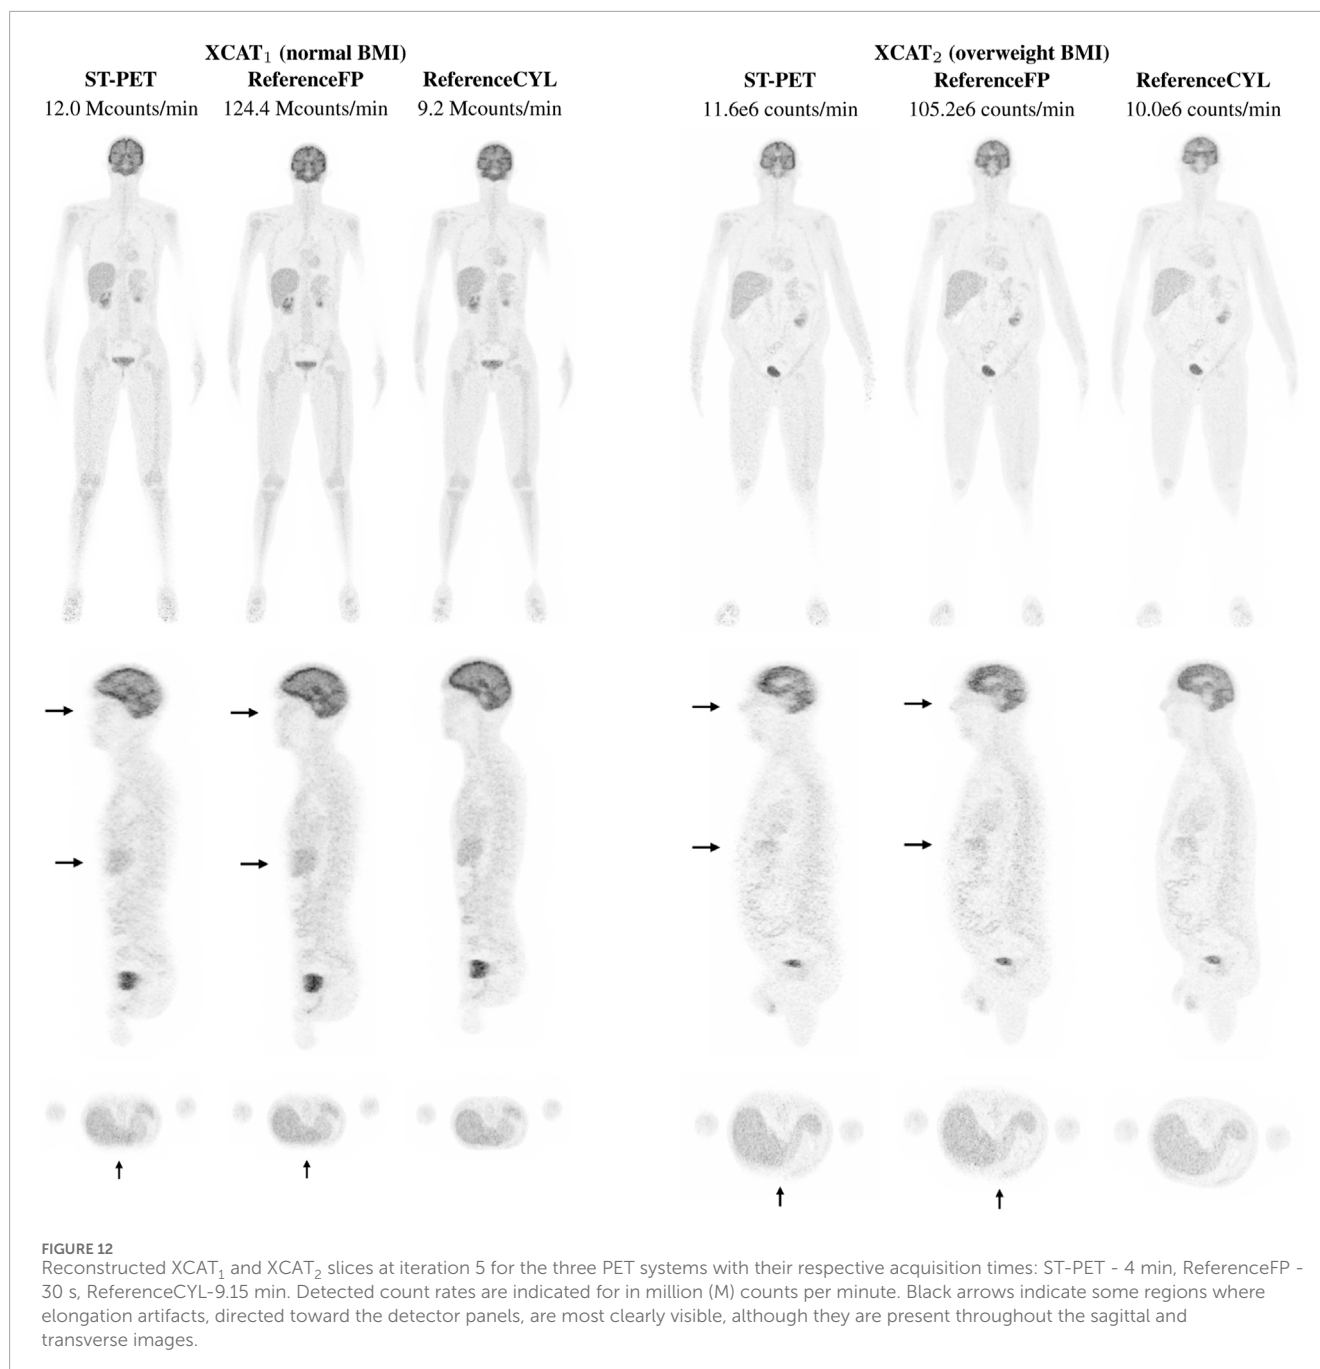 XCAT₁ (normal BMI)
ST-PET ReferenceFP ReferenceCYL
12.0 Mcounts/min 124.4 Mcounts/min 9.2 Mcounts/min
XCAT₂ (overweight BMI)
ST-PET ReferenceFP ReferenceCYL
11.6e6 counts/min 105.2e6 counts/min 10.0e6 counts/min
FIGURE 12
Reconstructed XCAT₁ and XCAT₂ slices at iteration 5 for the three PET systems with their respective acquisition times: ST-PET - 4 min, ReferenceFP -
30 s, ReferenceCYL-9.15 min. Detected count rates are indicated for in million (M) counts per minute. Black arrows indicate some regions where
elongation artifacts, directed toward the detector panels, are most clearly visible, although they are present throughout the sagittal and
transverse images.